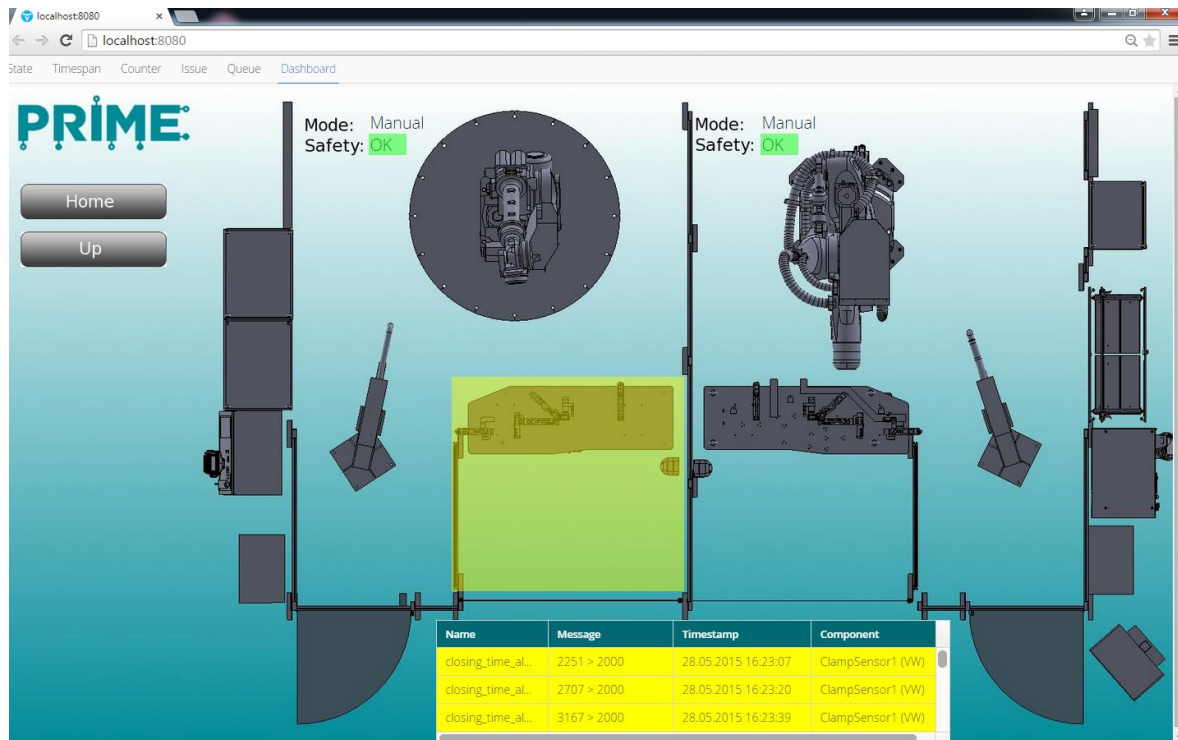 localhost:8080
localhost:8080
State Timespan Counter Issue Queue Dashboard
PRIME
Home
Up
Mode: Manual
Safety: OK
Mode: Manual
Safety: OK
Name Message Timestamp Component
closing_time_al... 2251 > 2000 28.05.2015 16:23:07 ClampSensor1 (VW)
closing_time_al... 2707 > 2000 28.05.2015 16:23:20 ClampSensor1 (VW)
closing_time_al... 3167 > 2000 28.05.2015 16:23:39 ClampSensor1 (VW)